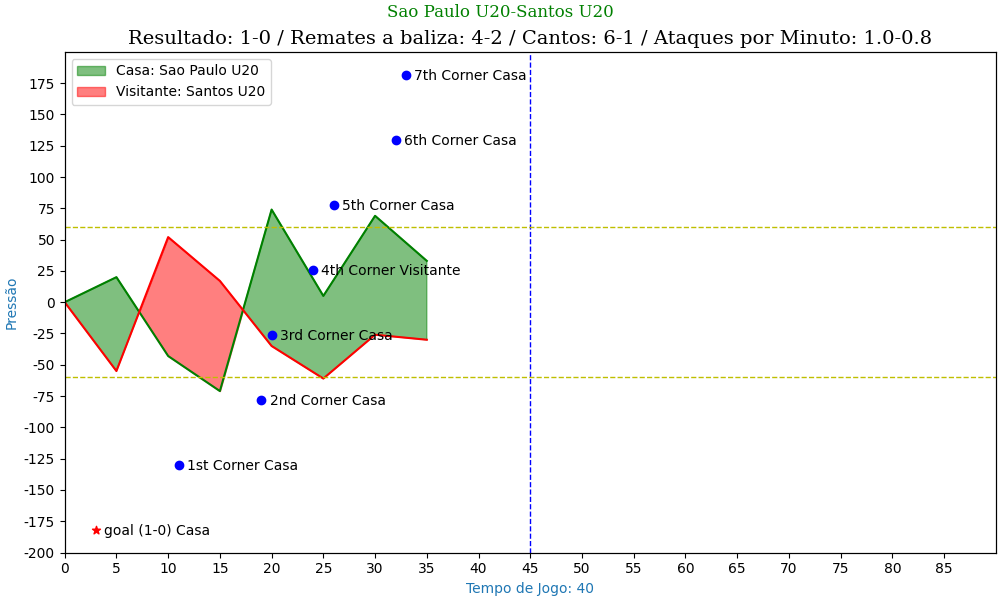 Sao Paulo U20-Santos U20
Resultado: 1-0 / Remates a baliza: 4-2 / Cantos: 6-1 / Ataques por Minuto: 1.0-0.8
Casa: Sao Paulo U20
Visitante: Santos U20
7th Corner Casa
6th Corner Casa
5th Corner Casa
4th Corner Visitante
3rd Corner Casa
2nd Corner Casa
1st Corner Casa
goal (1-0) Casa
Pressão
175
150
125
100
75
50
25
0
-25
-50
-75
-100
-125
-150
-175
-200
0 5 10 15 20 25 30 35 40 45 50 55 60 65 70 75 80 85
Tempo de Jogo: 40